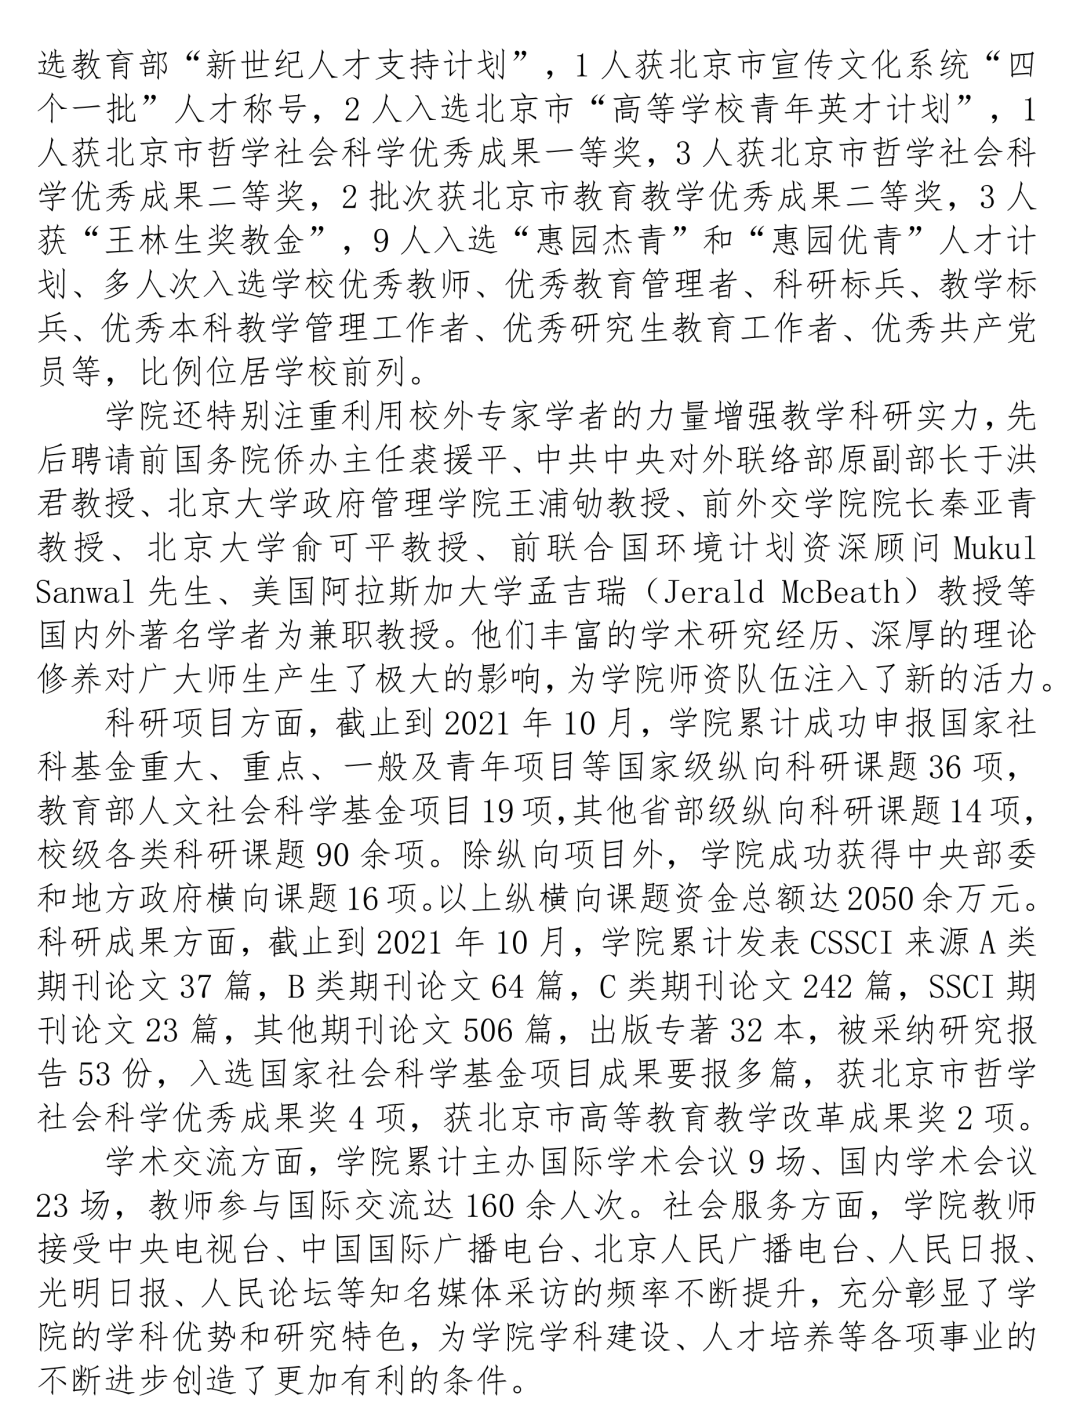 选教育部“新世纪人才支持计划”，1 人获北京市宣传文化系统“四
个一批”人才称号，2 人入选北京市“高等学校青年英才计划”，1
人获北京市哲学社会科学优秀成果一等奖，3 人获北京市哲学社会科
学优秀成果二等奖，2 批次获北京市教育教学优秀成果二等奖，3 人
获“王林生奖教金”，9 人入选“惠园杰青”和“惠园优青”人才计
划、多人次入选学校优秀教师、优秀教育管理者、科研标兵、教学标
兵、优秀本科教学管理工作者、优秀研究生教育工作者、优秀共产党
员等，比例位居学校前列。
学院还特别注重利用校外专家学者的力量增强教学科研实力，先
后聘请前国务院侨办主任裘援平、中共中央对外联络部原副部长于洪
君教授、北京大学政府管理学院王浦劬教授、前外交学院院长秦亚青
教授、北京大学俞可平教授、前联合国环境计划资深顾问 Mukul
Sanwal 先生、美国阿拉斯加大学孟吉瑞（Jerald McBeath）教授等
国内外著名学者为兼职教授。他们丰富的学术研究经历、深厚的理论
修养对广大师生产生了极大的影响，为学院师资队伍注入了新的活力。
科研项目方面，截止到 2021 年 10 月，学院累计成功申报国家社
科基金重大、重点、一般及青年项目等国家级纵向科研课题 36 项，
教育部人文社会科学基金项目 19 项，其他省部级纵向科研课题 14 项，
校级各类科研课题 90 余项。除纵向项目外，学院成功获得中央部委
和地方政府横向课题 16 项。以上纵横向课题资金总额达 2050 余万元。
科研成果方面，截止到 2021 年 10 月，学院累计发表 CSSCI 来源 A 类
期刊论文 37 篇，B 类期刊论文 64 篇，C 类期刊论文 242 篇，SSCI 期
刊论文 23 篇，其他期刊论文 506 篇，出版专著 32 本，被采纳研究报
告 53 份，入选国家社会科学基金项目成果要报多篇，获北京市哲学
社会科学优秀成果奖 4 项，获北京市高等教育教学改革成果奖 2 项。
学术交流方面，学院累计主办国际学术会议 9 场、国内学术会议
23 场，教师参与国际交流达 160 余人次。社会服务方面，学院教师
接受中央电视台、中国国际广播电台、北京人民广播电台、人民日报、
光明日报、人民论坛等知名媒体采访的频率不断提升，充分彰显了学
院的学科优势和研究特色，为学院学科建设、人才培养等各项事业的
不断进步创造了更加有利的条件。